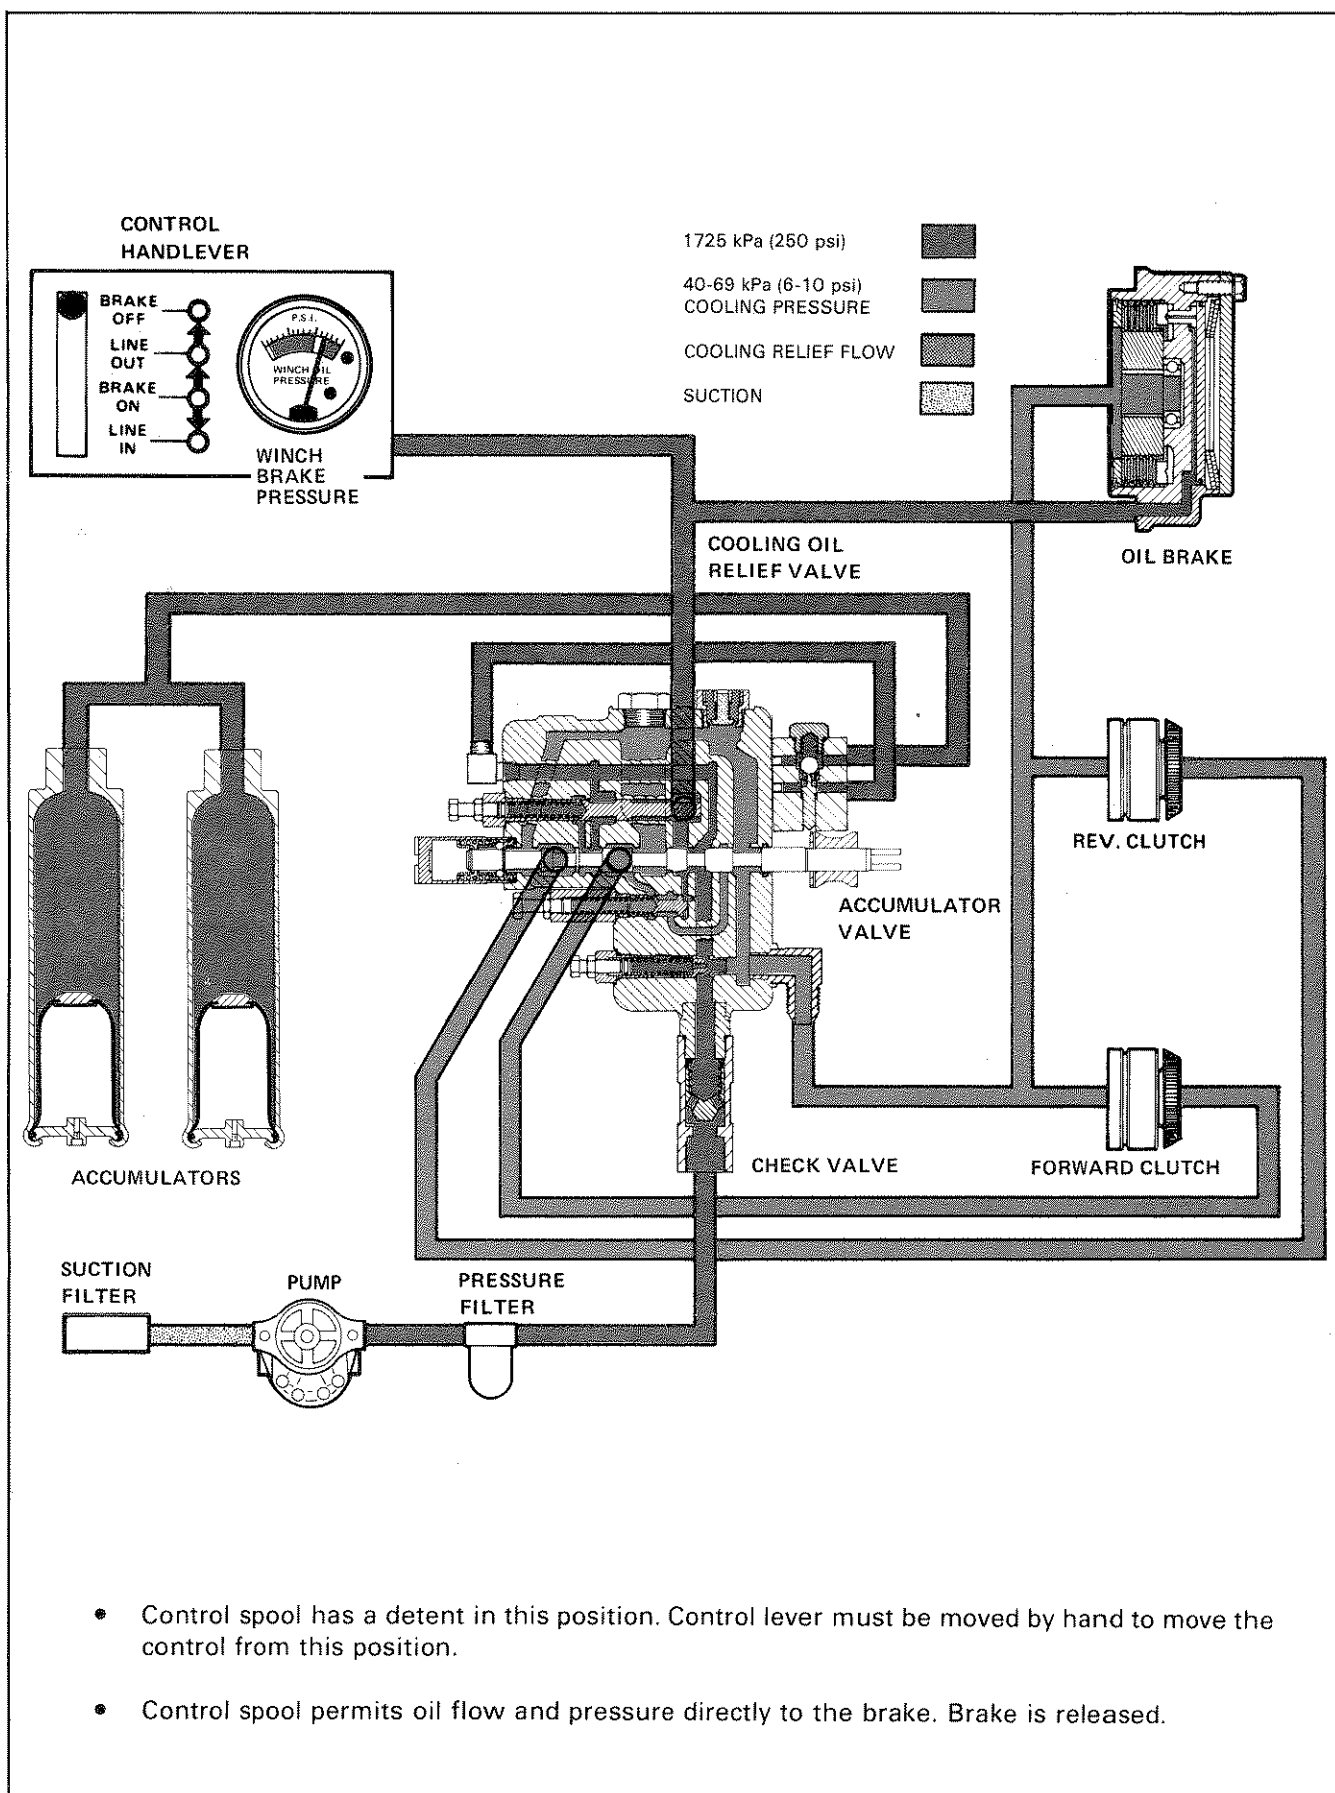 CONTROL
HANDLEVER
BRAKE
OFF
LINE
OUT
BRAKE
ON
LINE
IN
P.S.I.
WINCH OIL
PRESSURE
WINCH
BRAKE
PRESSURE
1725 kPa (250 psi)
40-69 kPa (6-10 psi)
COOLING PRESSURE
COOLING RELIEF FLOW
SUCTION
OIL BRAKE
COOLING OIL
RELIEF VALVE
REV. CLUTCH
ACCUMULATOR
VALVE
ACCUMULATORS
CHECK VALVE
FORWARD CLUTCH
SUCTION
FILTER
PUMP
PRESSURE
FILTER
• Control spool has a detent in this position. Control lever must be moved by hand to move the
control from this position.
• Control spool permits oil flow and pressure directly to the brake. Brake is released.